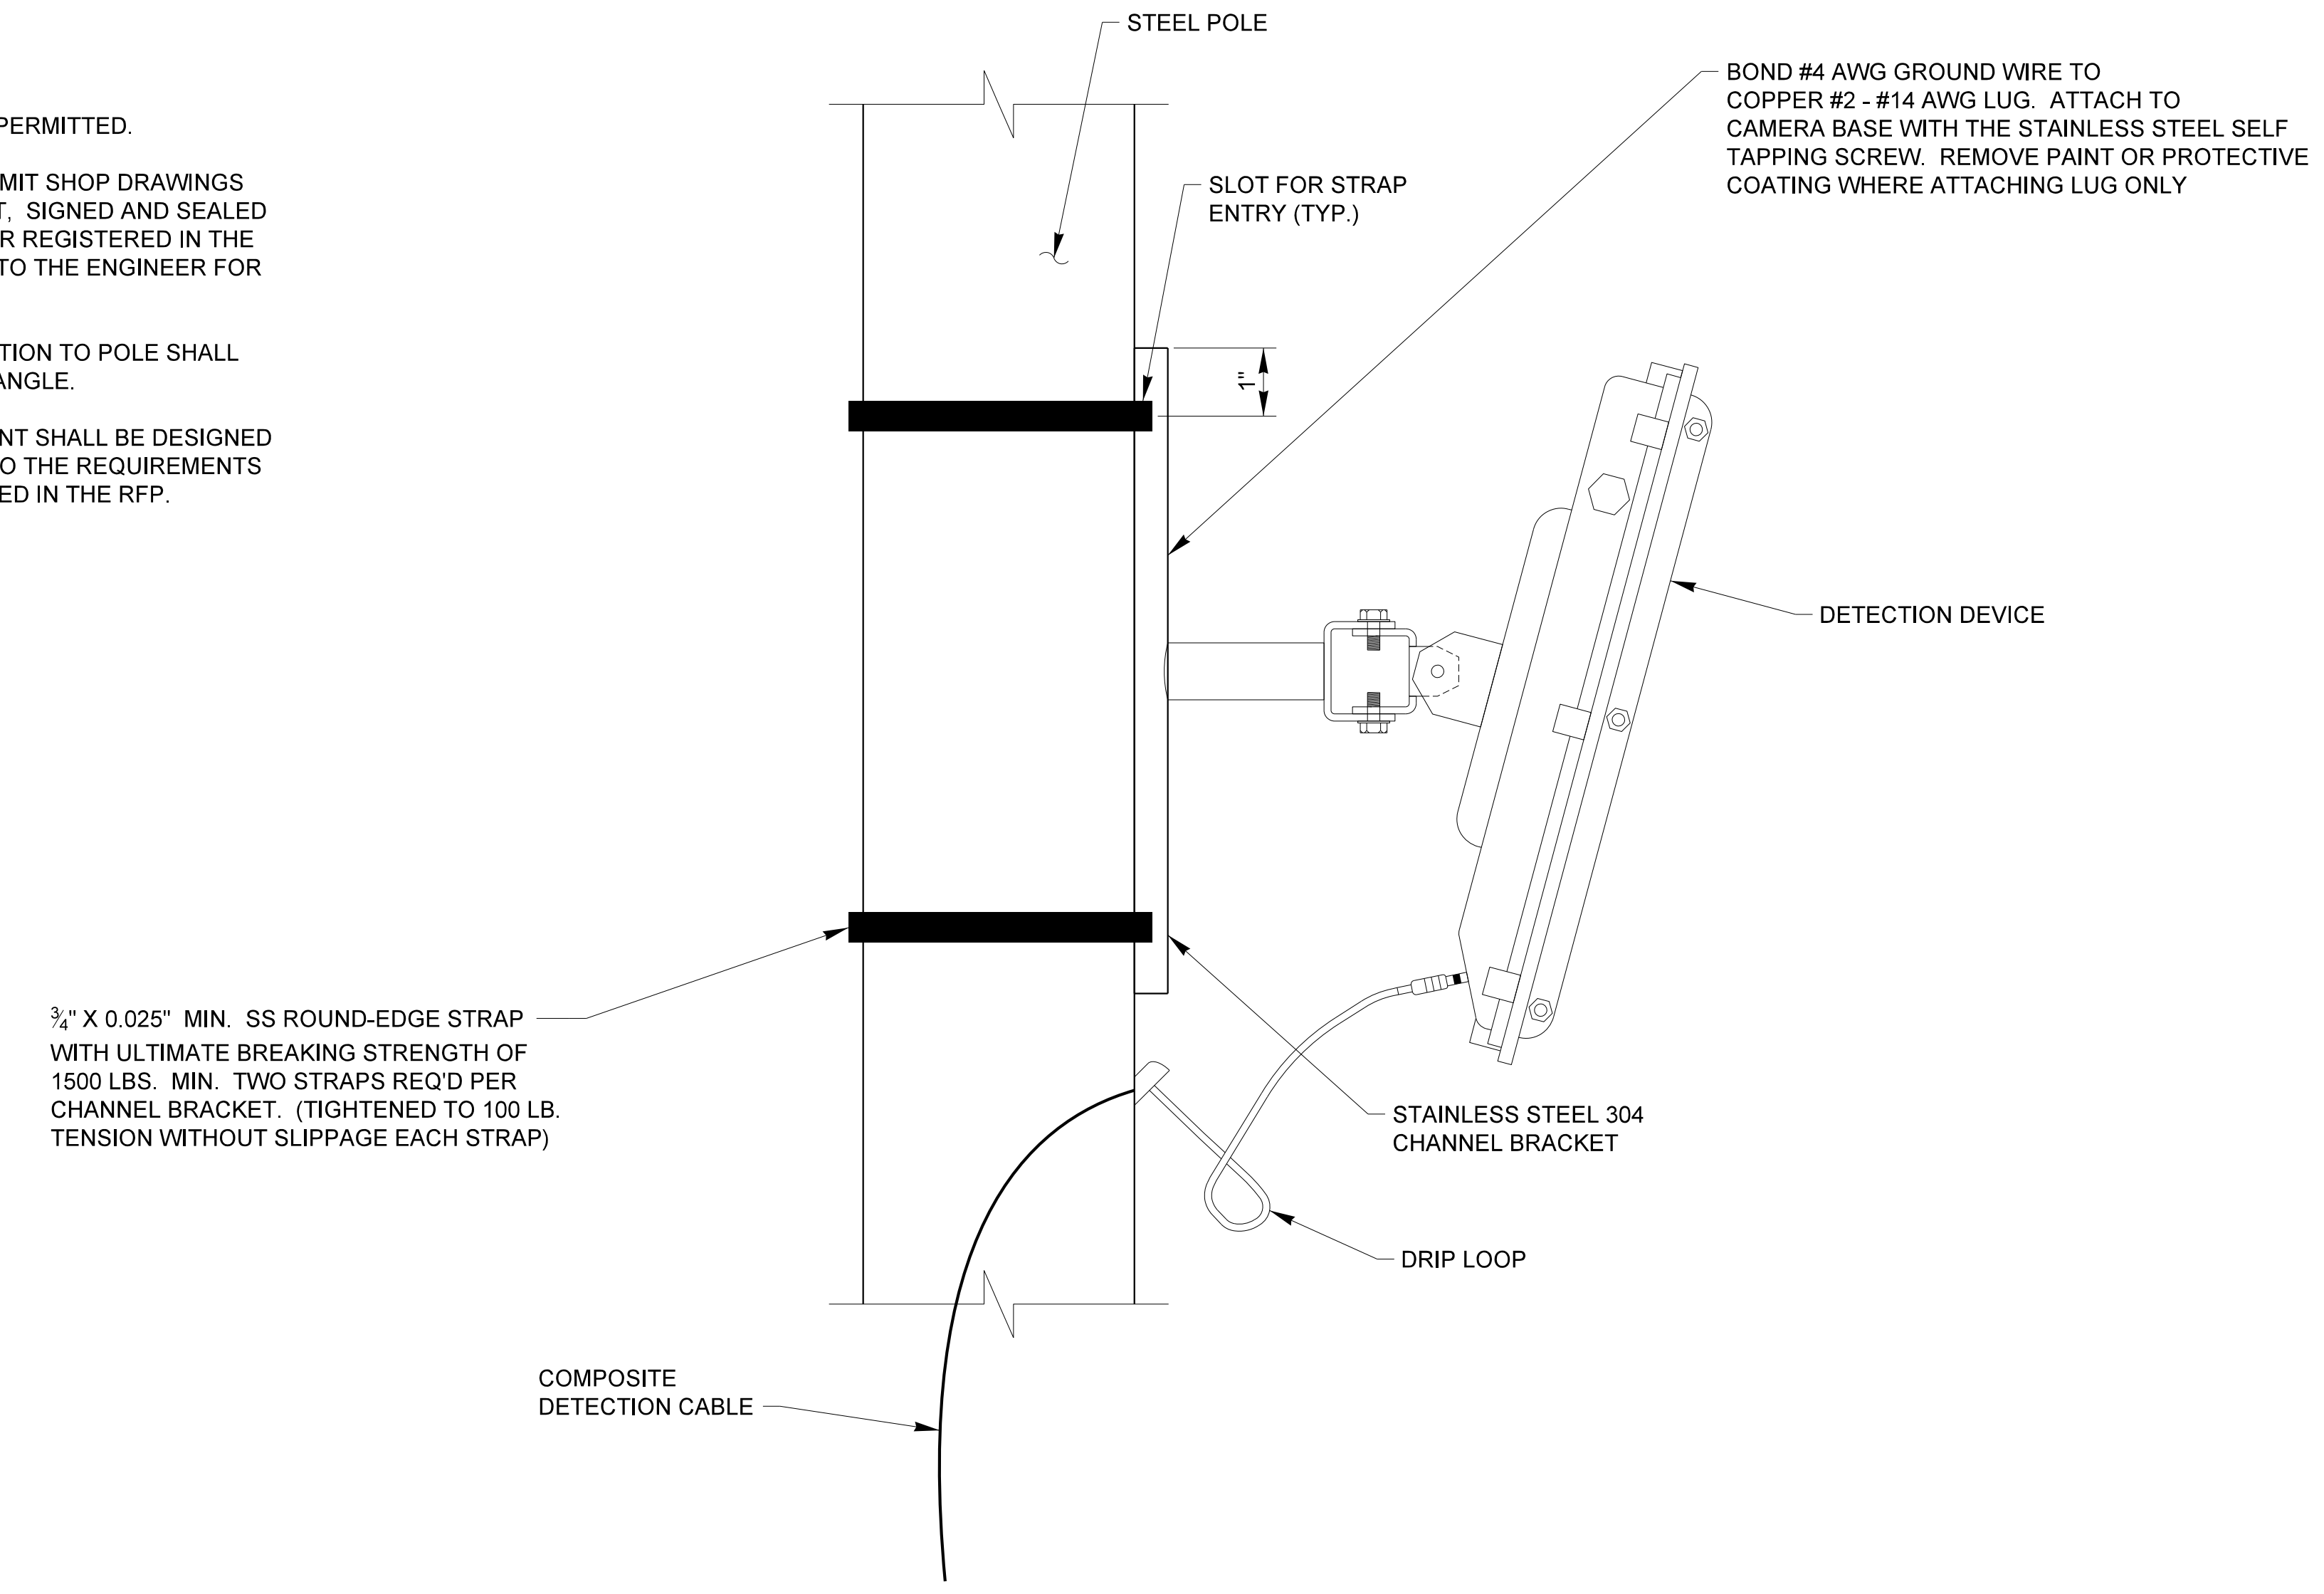 STEEL POLE
BOND #4 AWG GROUND WIRE TO
COPPER #2 - #14 AWG LUG. ATTACH TO
CAMERA BASE WITH THE STAINLESS STEEL SELF
TAPPING SCREW. REMOVE PAINT OR PROTECTIVE
COATING WHERE ATTACHING LUG ONLY
PERMITTED.
MIT SHOP DRAWINGS
T, SIGNED AND SEALED
R REGISTERED IN THE
TO THE ENGINEER FOR
TION TO POLE SHALL
ANGLE.
NT SHALL BE DESIGNED
O THE REQUIREMENTS
ED IN THE RFP.
SLOT FOR STRAP
ENTRY (TYP.)
1"
DETECTION DEVICE
¾" X 0.025" MIN. SS ROUND-EDGE STRAP
WITH ULTIMATE BREAKING STRENGTH OF
1500 LBS. MIN. TWO STRAPS REQ'D PER
CHANNEL BRACKET. (TIGHTENED TO 100 LB.
TENSION WITHOUT SLIPPAGE EACH STRAP)
STAINLESS STEEL 304
CHANNEL BRACKET
DRIP LOOP
COMPOSITE
DETECTION CABLE